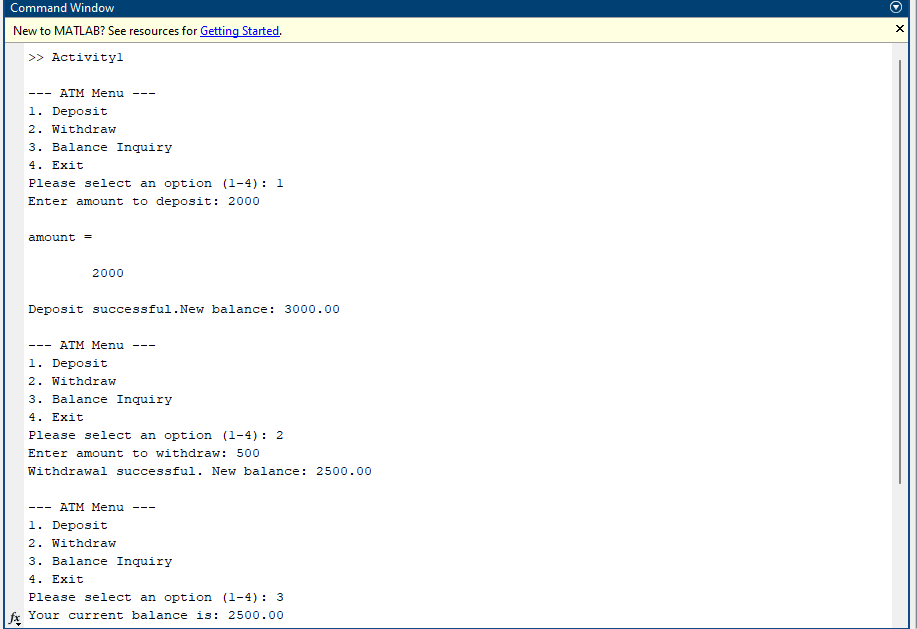 Command Window
New to MATLAB? See resources for Getting Started.
>> Activity1
--- ATM Menu ---
1. Deposit
2. Withdraw
3. Balance Inquiry
4. Exit
Please select an option (1-4): 1
Enter amount to deposit: 2000
amount =
2000
Deposit successful.New balance: 3000.00
--- ATM Menu ---
1. Deposit
2. Withdraw
3. Balance Inquiry
4. Exit
Please select an option (1-4): 2
Enter amount to withdraw: 500
Withdrawal successful. New balance: 2500.00
--- ATM Menu ---
1. Deposit
2. Withdraw
3. Balance Inquiry
4. Exit
Please select an option (1-4): 3
fx Your current balance is: 2500.00